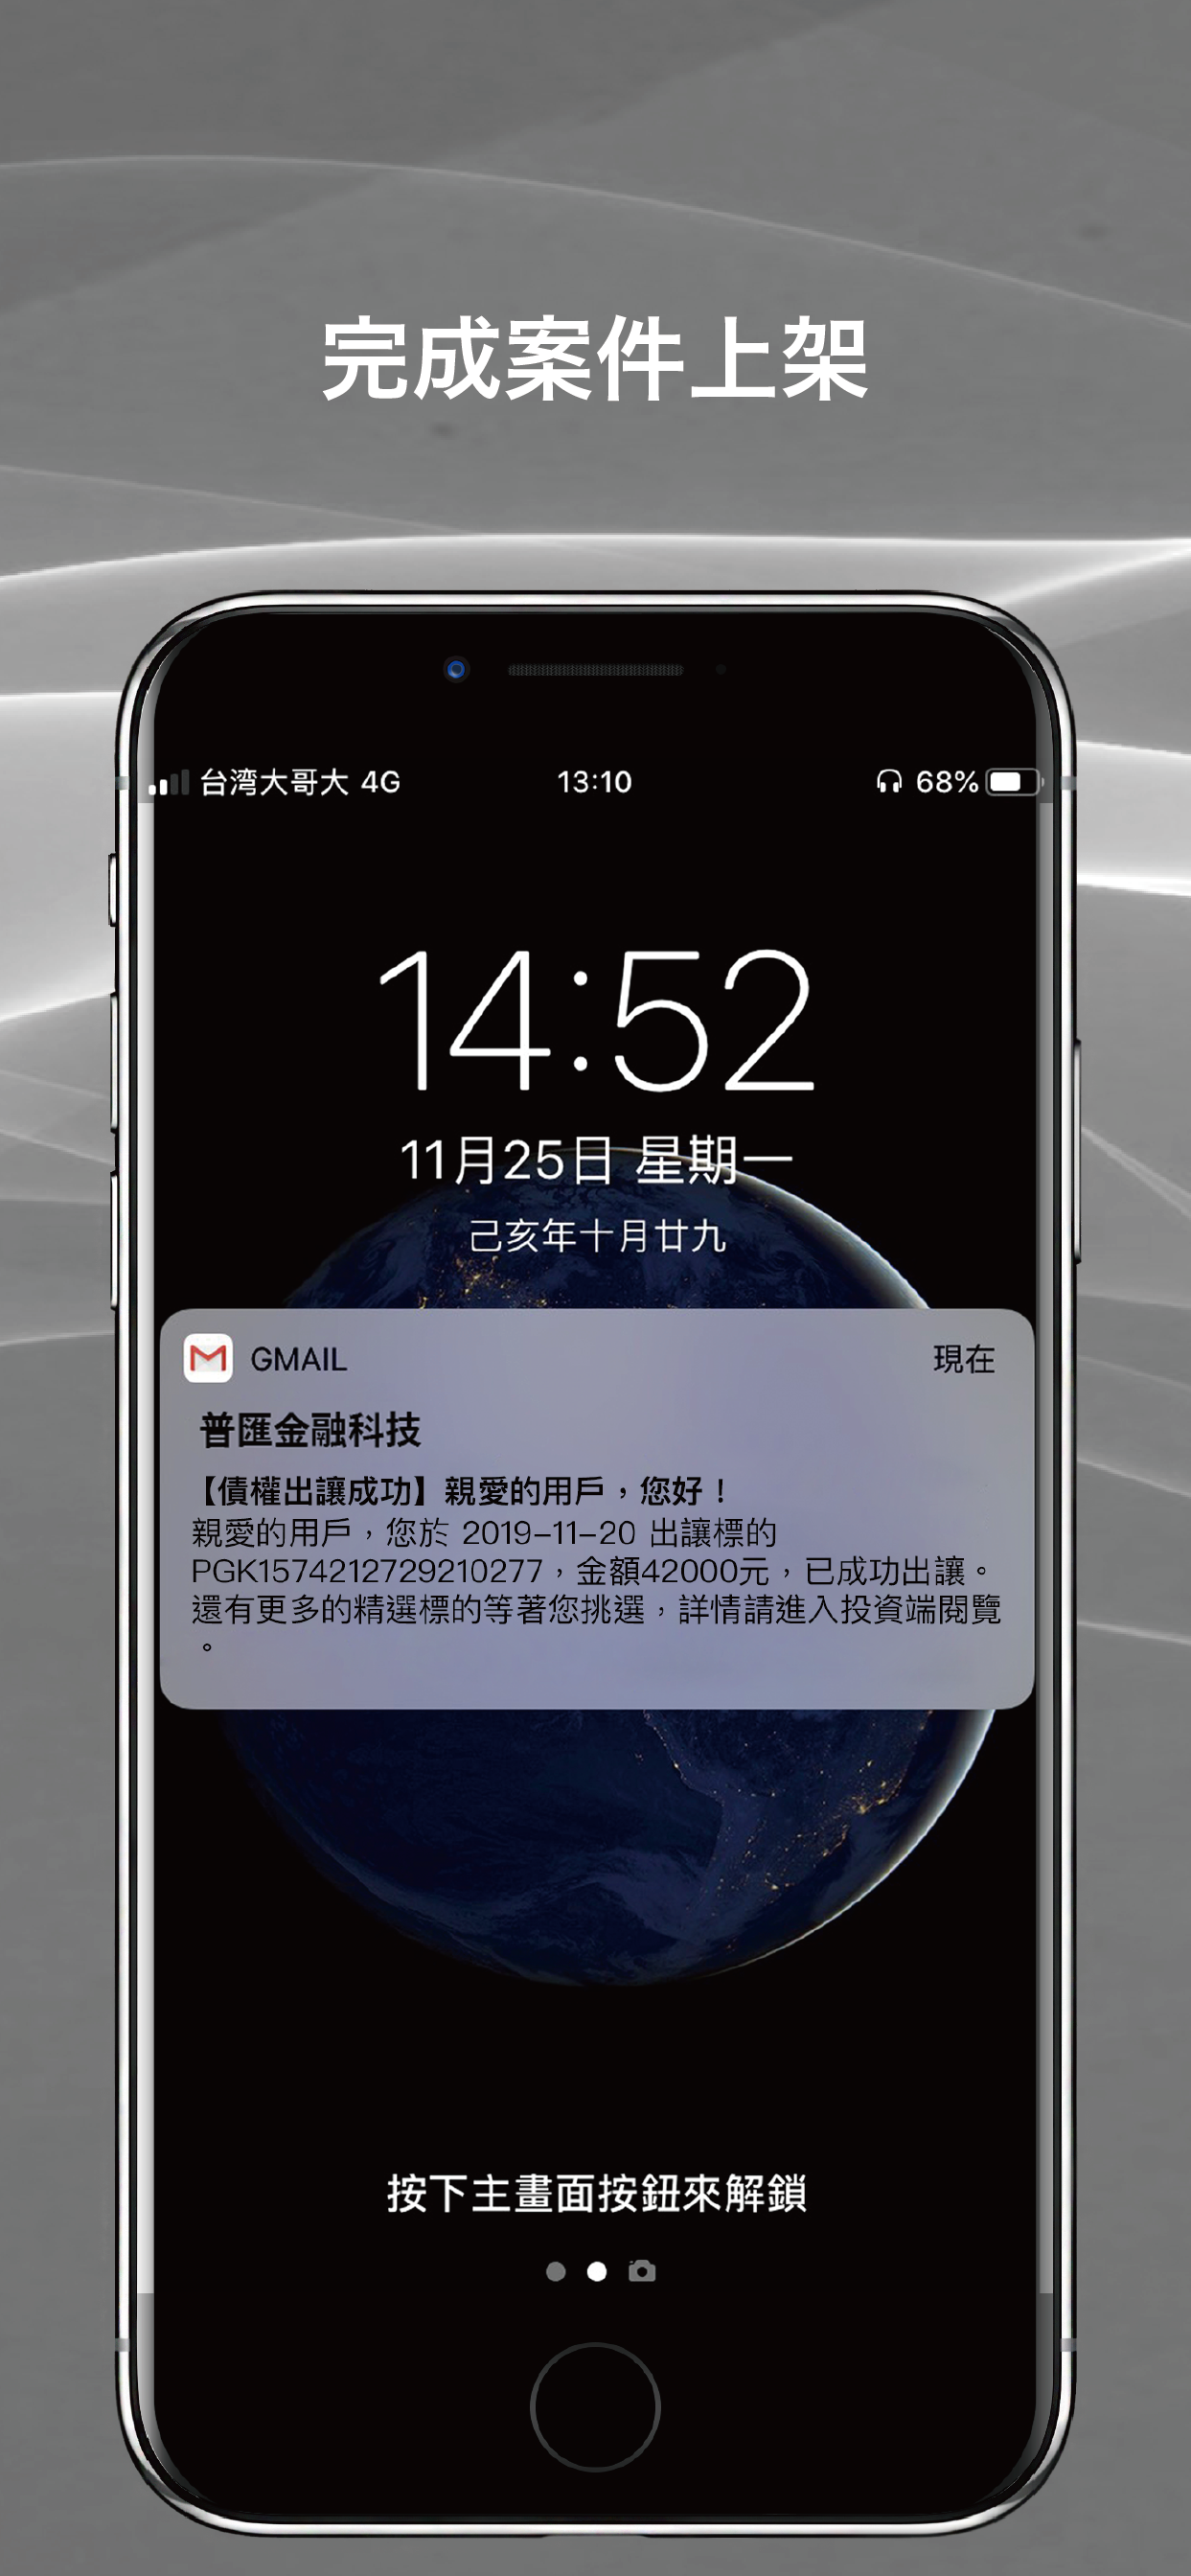 完成案件上架
台湾大哥大 4G 13:10 68%
14:52
11月25日 星期一
己亥年十月廿九
GMAIL 現在
普匯金融科技
【債權出讓成功】親愛的用戶，您好！
親愛的用戶，您於 2019-11-20 出讓標的
PGK1574212729210277，金額42000元，已成功出讓。
還有更多的精選標的等著您挑選，詳情請進入投資端閱覽
。
按下主畫面按鈕來解鎖